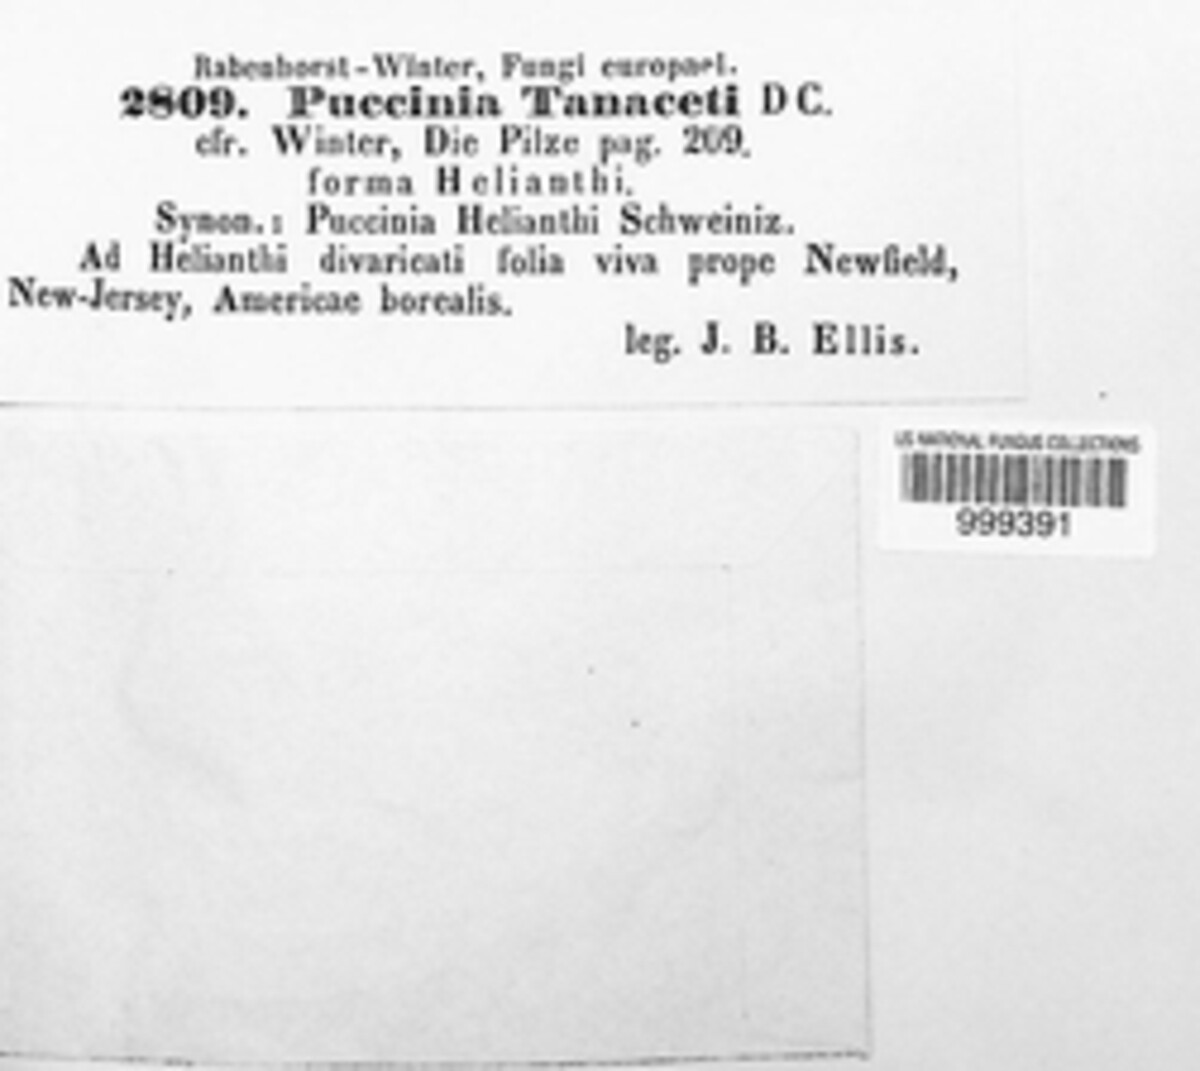 Rabenhorst-Winter, Fungi europaei.
2809. Puccinia Tanaceti DC.
cfr. Winter, Die Pilze pag. 209.
forma Helianthi.
Synon.: Puccinia Helianthi Schweiniz.
Ad Helianthi divaricati folia viva prope Newfield,
New-Jersey, Americae borealis.
leg. J. B. Ellis.
US NATIONAL FUNGUS COLLECTIONS
999391